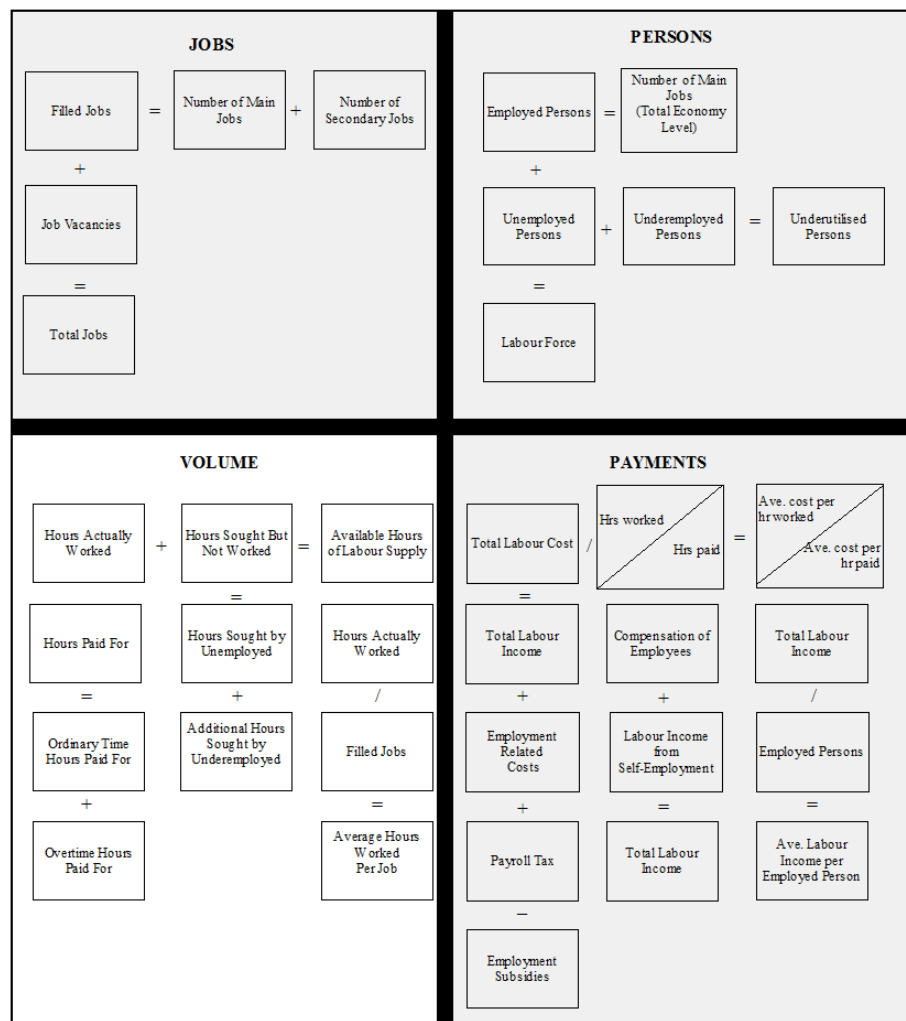 JOBS
Filled Jobs
=
Number of Main
Jobs
+
Number of
Secondary Jobs
+
Job Vacancies
=
Total Jobs
PERSONS
Employed Persons
=
Number of Main
Jobs
(Total Economy
Level)
+
Unemployed
Persons
+
Underemployed
Persons
=
Underutilised
Persons
=
Labour Force
VOLUME
Hours Actually
Worked
+
Hours Sought But
Not Worked
=
Available Hours
of Labour Supply
=
Hours Paid For
Hours Sought by
Unemployed
Hours Actually
Worked
=
+
/
Ordinary Time
Hours Paid For
Additional Hours
Sought by
Underemployed
Filled Jobs
+
=
Overtime Hours
Paid For
Average Hours
Worked
Per Job
PAYMENTS
Total Labour Cost
/
Hrs worked
Hrs paid
=
Ave. cost per
hr worked
Ave. cost per
hr paid
=
Total Labour
Income
Compensation of
Employees
Total Labour
Income
+
+
/
Employment
Related
Costs
Labour Income
from
Self-Employment
Employed Persons
+
=
=
Payroll Tax
Total Labour
Income
Ave. Labour
Income per
Employed Person
−
Employment
Subsidies